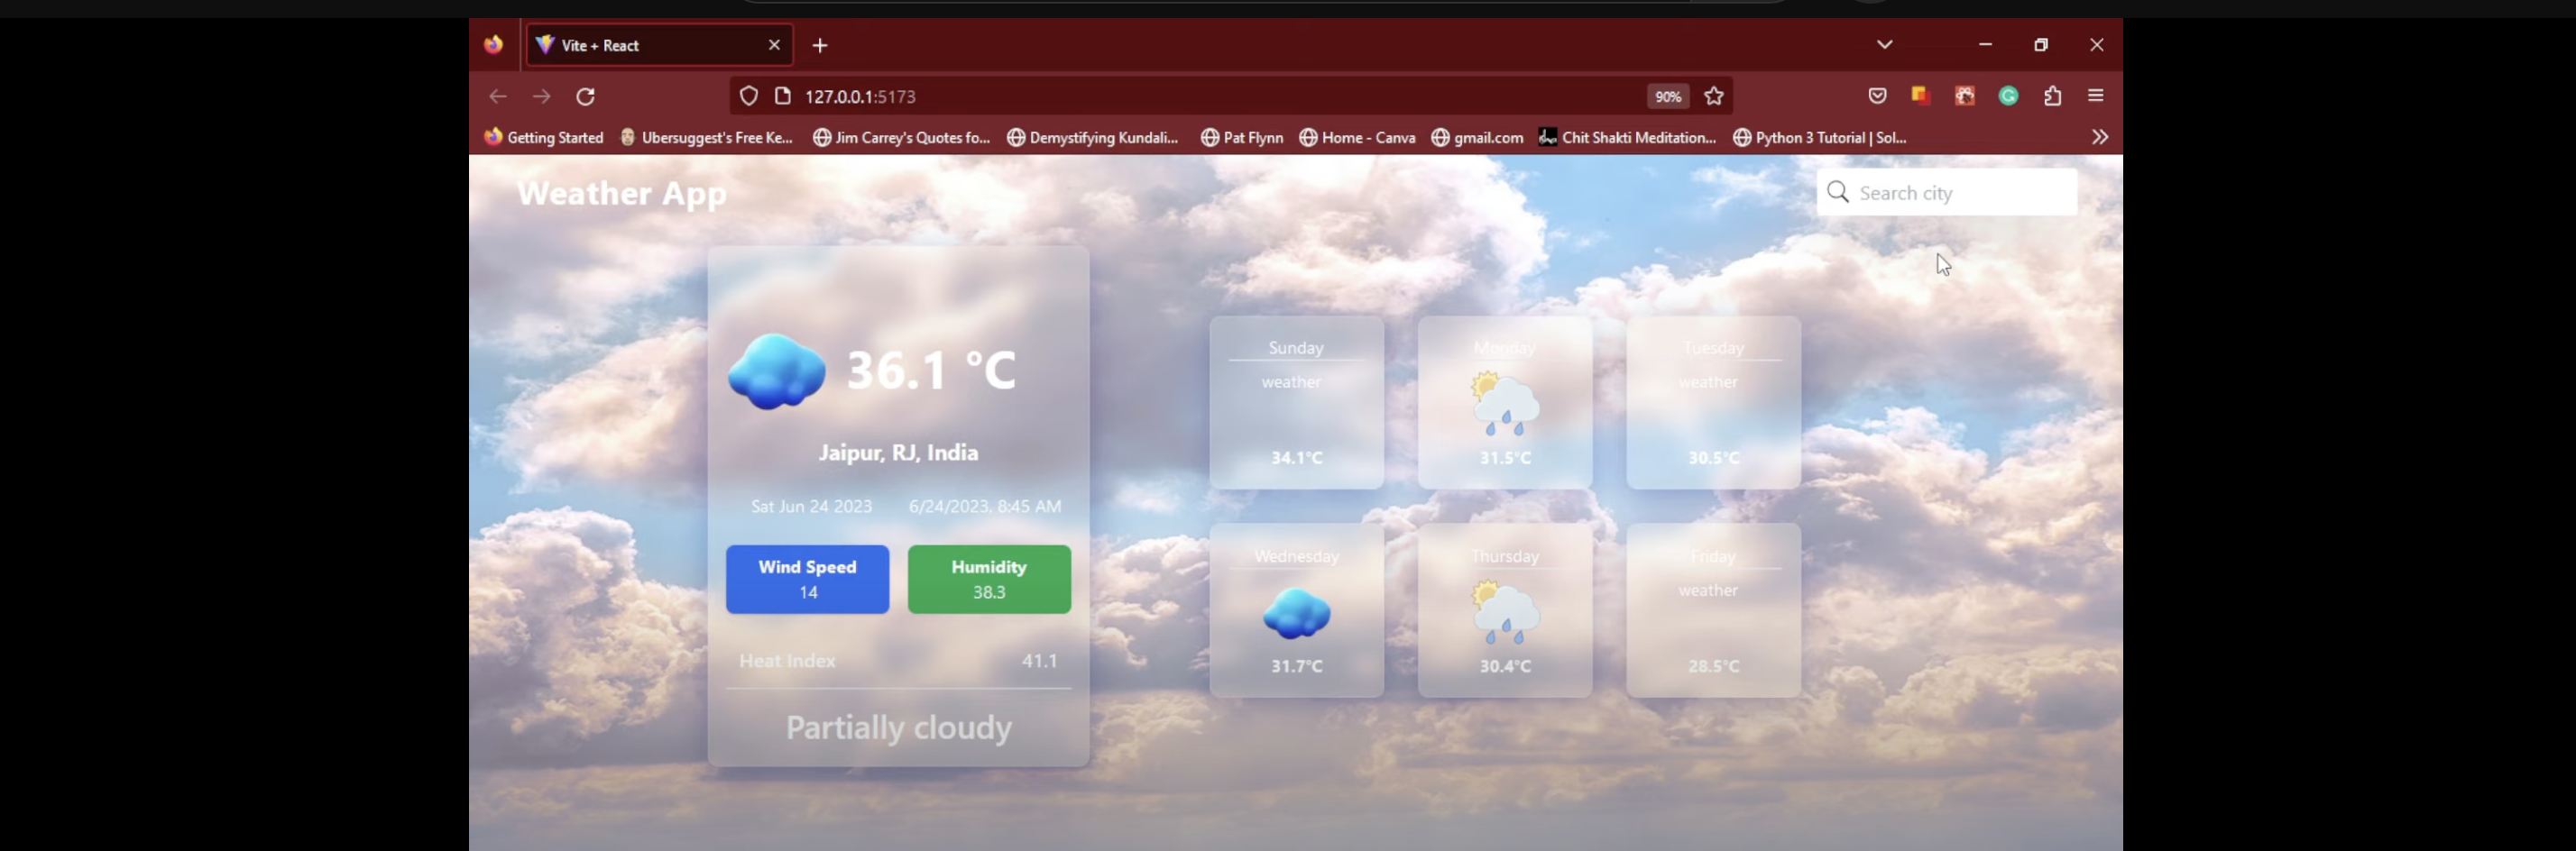 Vite + React
127.0.0.1:5173
90%
Getting Started Ubersuggest's Free Ke... Jim Carrey's Quotes fo... Demystifying Kundali... Pat Flynn Home - Canva gmail.com Chit Shakti Meditation... Python 3 Tutorial | Sol...
Weather App
Search city
36.1 °C
Jaipur, RJ, India
Sat Jun 24 2023 6/24/2023, 8:45 AM
Wind Speed
14
Humidity
38.3
Heat Index 41.1
Partially cloudy
Sunday
weather
34.1°C
Monday
31.5°C
Tuesday
weather
30.5°C
Wednesday
31.7°C
Thursday
30.4°C
Friday
weather
28.5°C